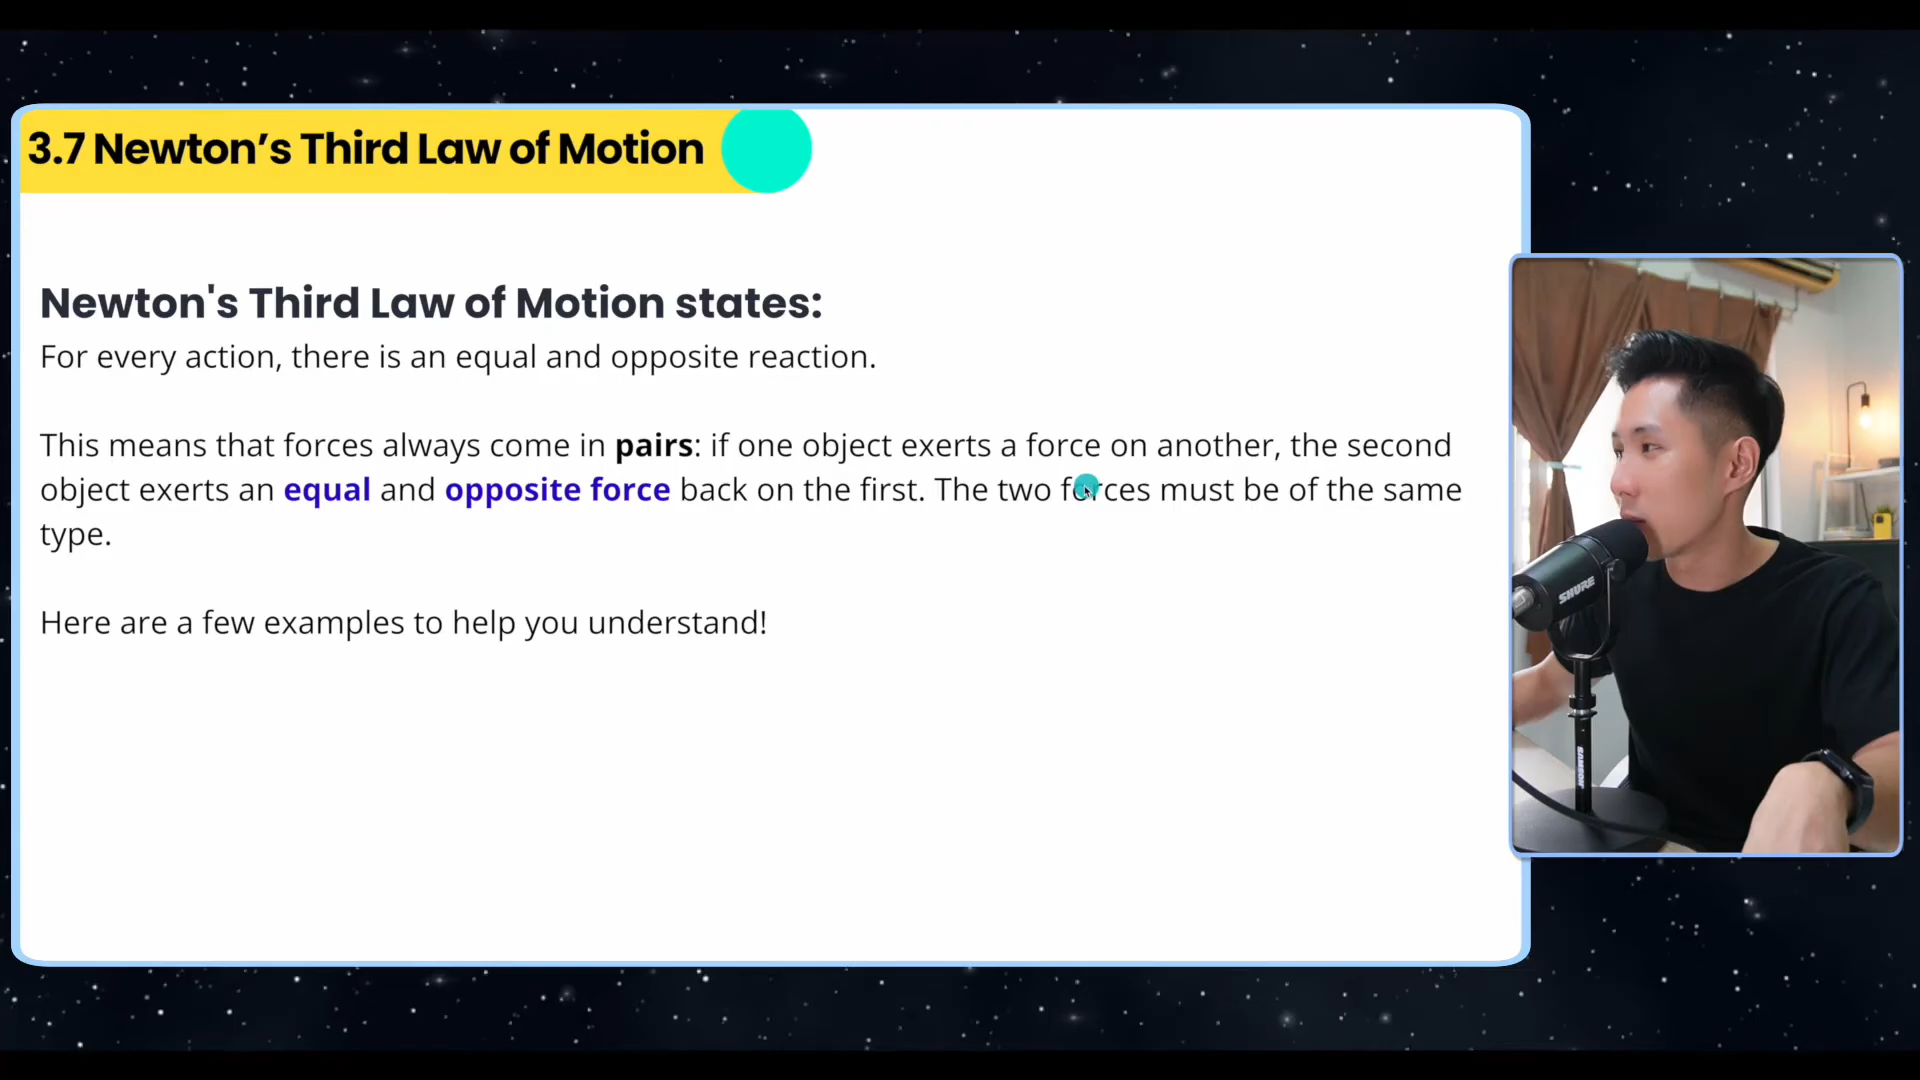 3.7 Newton’s Third Law of Motion
Newton's Third Law of Motion states:
For every action, there is an equal and opposite reaction.
This means that forces always come in pairs: if one object exerts a force on another, the second
object exerts an equal and opposite force back on the first. The two forces must be of the same
type.
Here are a few examples to help you understand!
SHURE
SAMSON